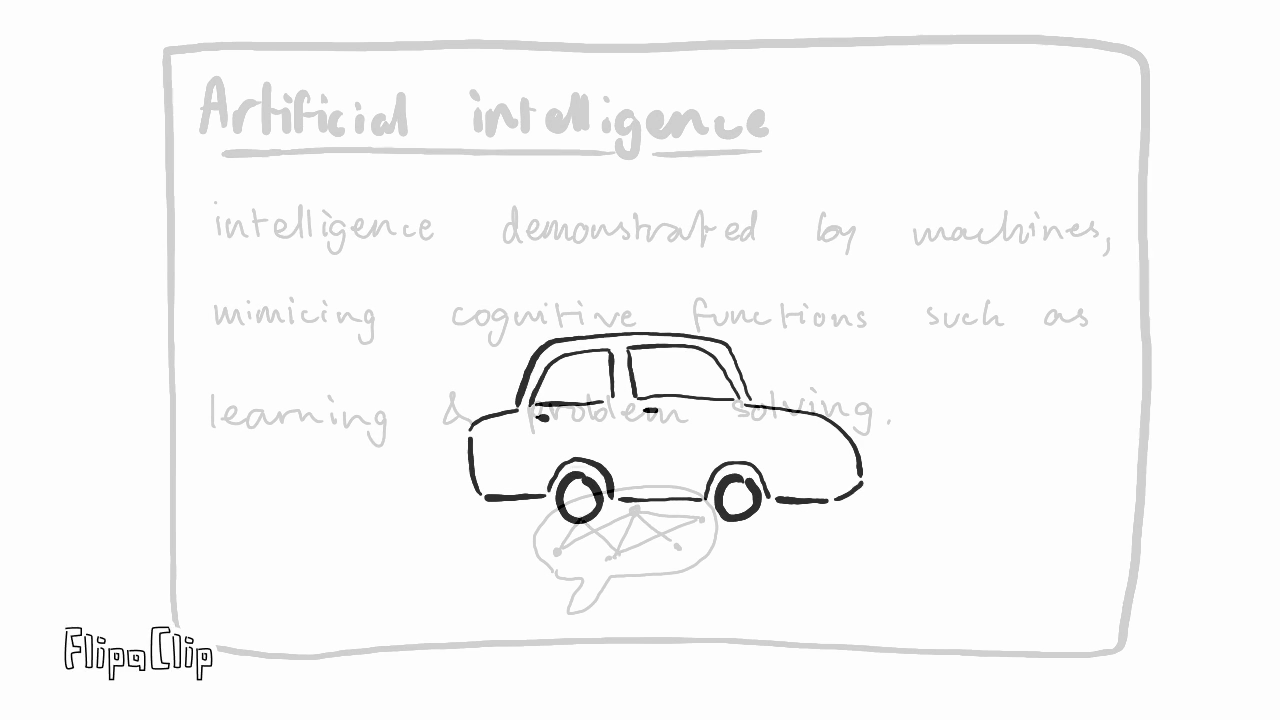 Artificial intelligence
intelligence demonstrated by machines,
mimicing cognitive functions such as
learning & problem solving.
FlipaClip